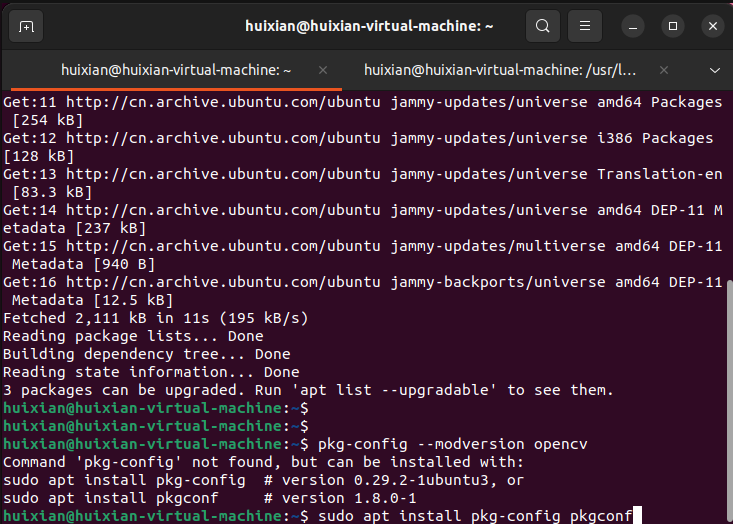 huixian@huixian-virtual-machine: ~
huixian@huixian-virtual-machine: ~
huixian@huixian-virtual-machine: /usr/l...
Get:11 http://cn.archive.ubuntu.com/ubuntu jammy-updates/universe amd64 Packages
[254 kB]
Get:12 http://cn.archive.ubuntu.com/ubuntu jammy-updates/universe i386 Packages
[128 kB]
Get:13 http://cn.archive.ubuntu.com/ubuntu jammy-updates/universe Translation-en
[83.3 kB]
Get:14 http://cn.archive.ubuntu.com/ubuntu jammy-updates/universe amd64 DEP-11 M
etadata [237 kB]
Get:15 http://cn.archive.ubuntu.com/ubuntu jammy-updates/multiverse amd64 DEP-11
Metadata [940 B]
Get:16 http://cn.archive.ubuntu.com/ubuntu jammy-backports/universe amd64 DEP-11
Metadata [12.5 kB]
Fetched 2,111 kB in 11s (195 kB/s)
Reading package lists... Done
Building dependency tree... Done
Reading state information... Done
3 packages can be upgraded. Run 'apt list --upgradable' to see them.
huixian@huixian-virtual-machine:~$
huixian@huixian-virtual-machine:~$
huixian@huixian-virtual-machine:~$ pkg-config --modversion opencv
Command 'pkg-config' not found, but can be installed with:
sudo apt install pkg-config  # version 0.29.2-1ubuntu3, or
sudo apt install pkgconf     # version 1.8.0-1
huixian@huixian-virtual-machine:~$ sudo apt install pkg-config pkgconf